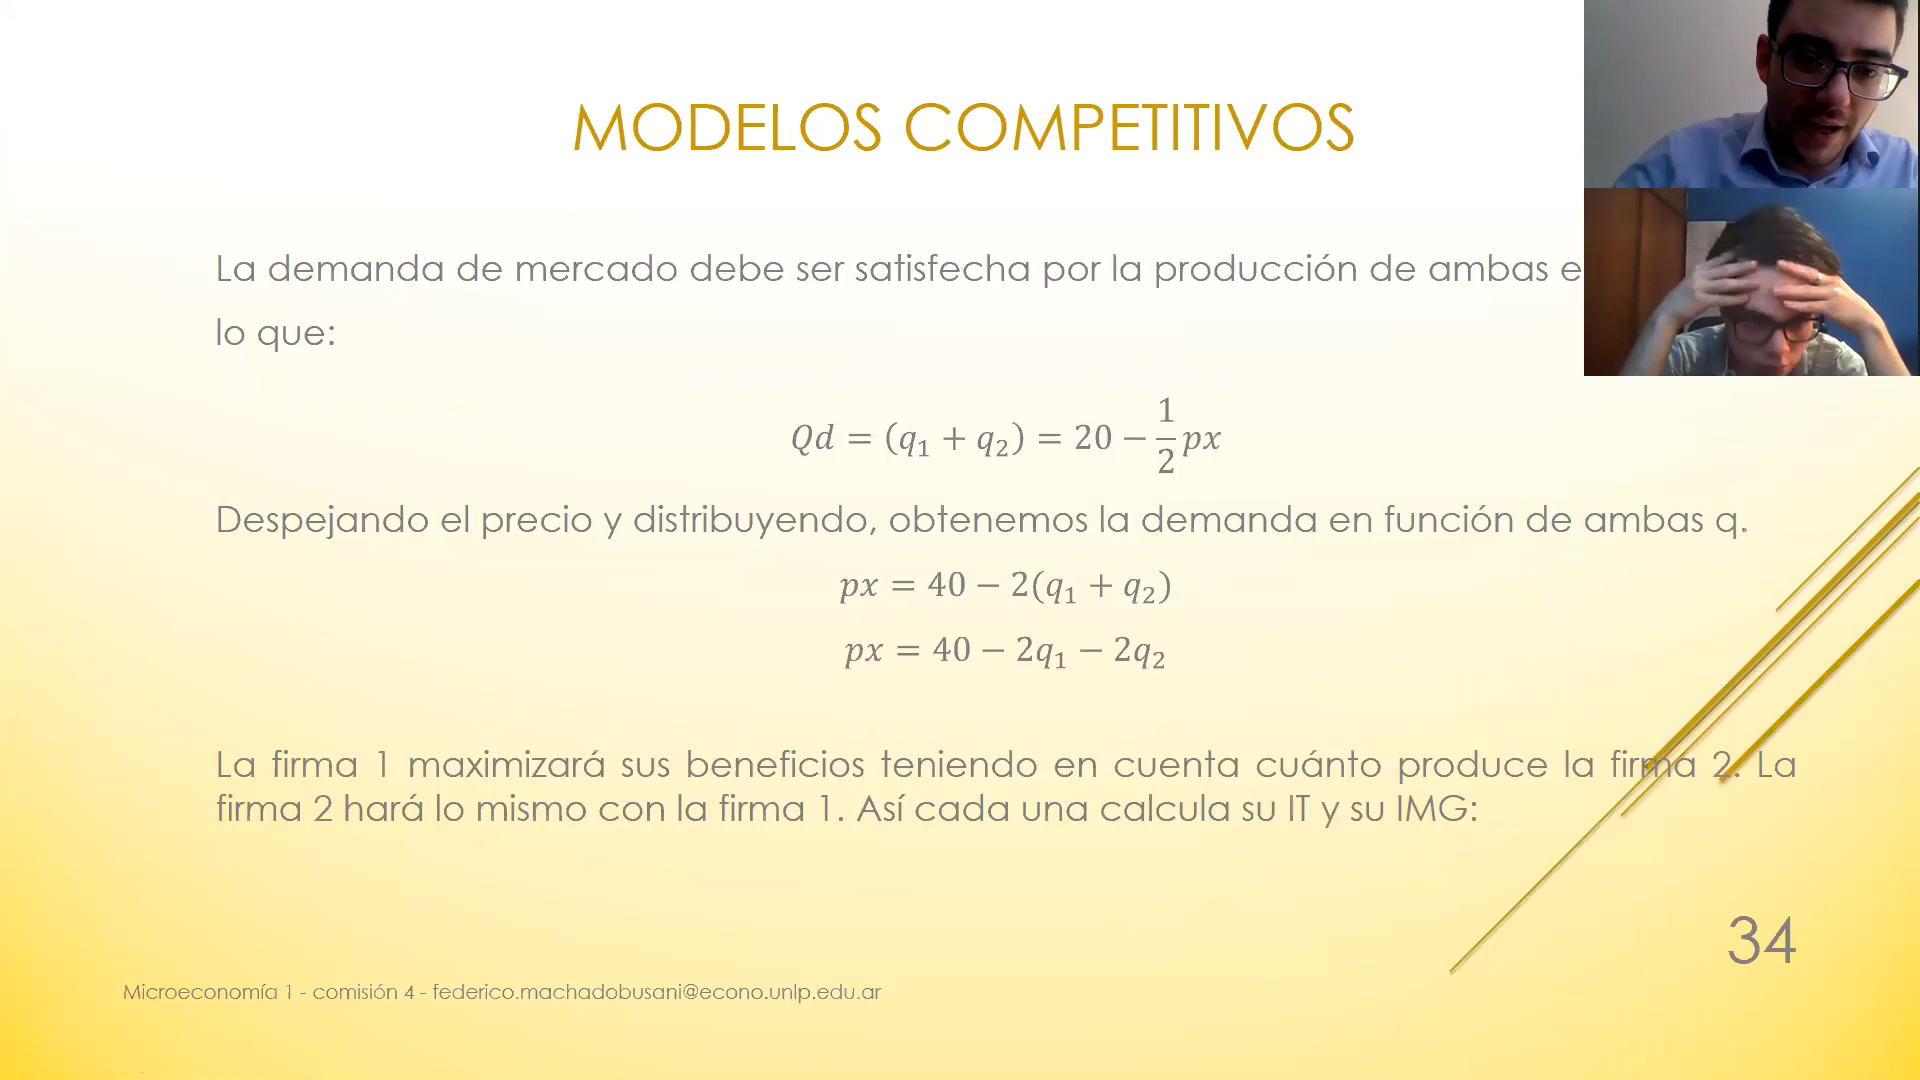 MODELOS COMPETITIVOS
La demanda de mercado debe ser satisfecha por la producción de ambas
lo que:
Qd = (q₁ + q₂) = 20 − 1/2 px
Despejando el precio y distribuyendo, obtenemos la demanda en función de ambas q.
px = 40 − 2(q₁ + q₂)
px = 40 − 2q₁ − 2q₂
La firma 1 maximizará sus beneficios teniendo en cuenta cuánto produce la firma 2. La
firma 2 hará lo mismo con la firma 1. Así cada una calcula su IT y su IMG:
34
Microeconomía 1 - comisión 4 - federico.machadobusani@econo.unlp.edu.ar